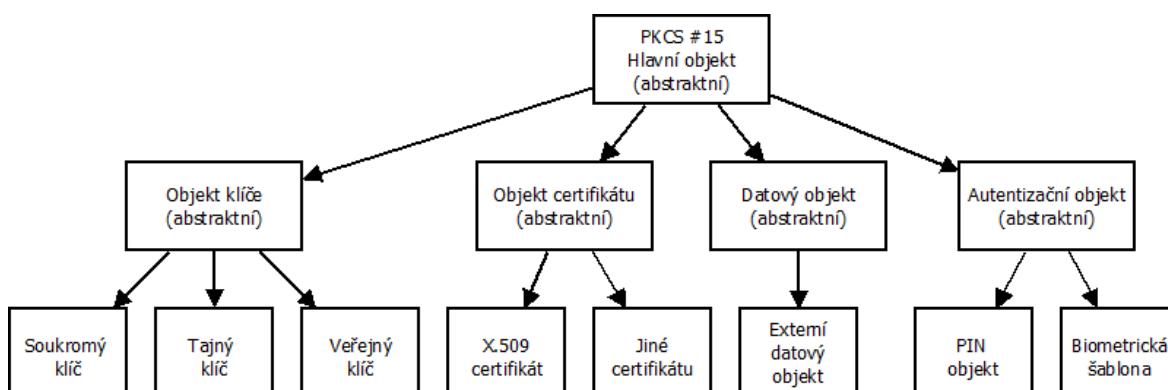 PKCS #15
Hlavní objekt
(abstraktní)
Objekt klíče
(abstraktní)
Objekt certifikátu
(abstraktní)
Datový objekt
(abstraktní)
Autentizační objekt
(abstraktní)
Soukromý
klíč
Tajný
klíč
Veřejný
klíč
X.509
certifikát
Jiné
certifikátu
Externí
datový
objekt
PIN
objekt
Biometrická
šablona